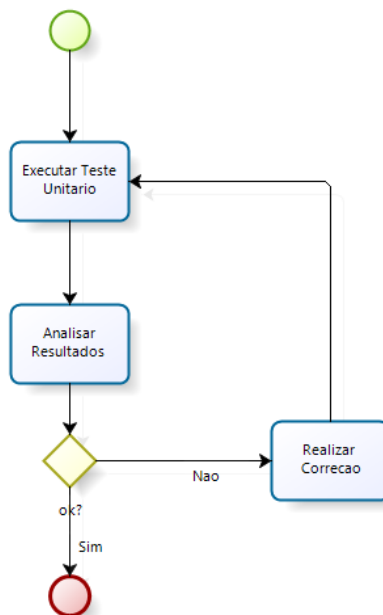 Executar Teste
Unitario
Analisar
Resultados
Realizar
Correcao
Nao
ok?
Sim